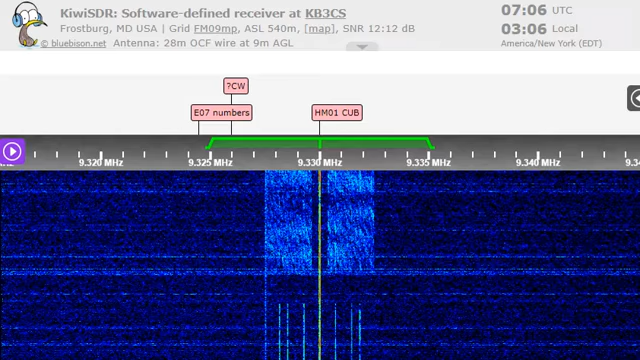 KiwiSDR: Software-defined receiver at KB3CS
07:06 UTC
Frostburg, MD USA | Grid FM09mp, ASL 540m, [map], SNR 12:12 dB
03:06 Local
© bluebison.net Antenna: 28m OCF wire at 9m AGL
America/New York (EDT)
?CW
E07 numbers
HM01 CUB
9.320 MHz 9.325 MHz 9.330 MHz 9.335 MHz 9.340 MHz